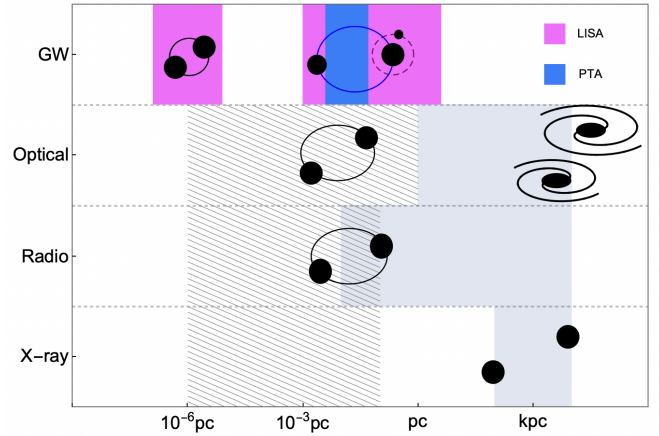 GW
LISA
PTA
Optical
Radio
X-ray
10⁻⁶pc
10⁻³pc
pc
kpc